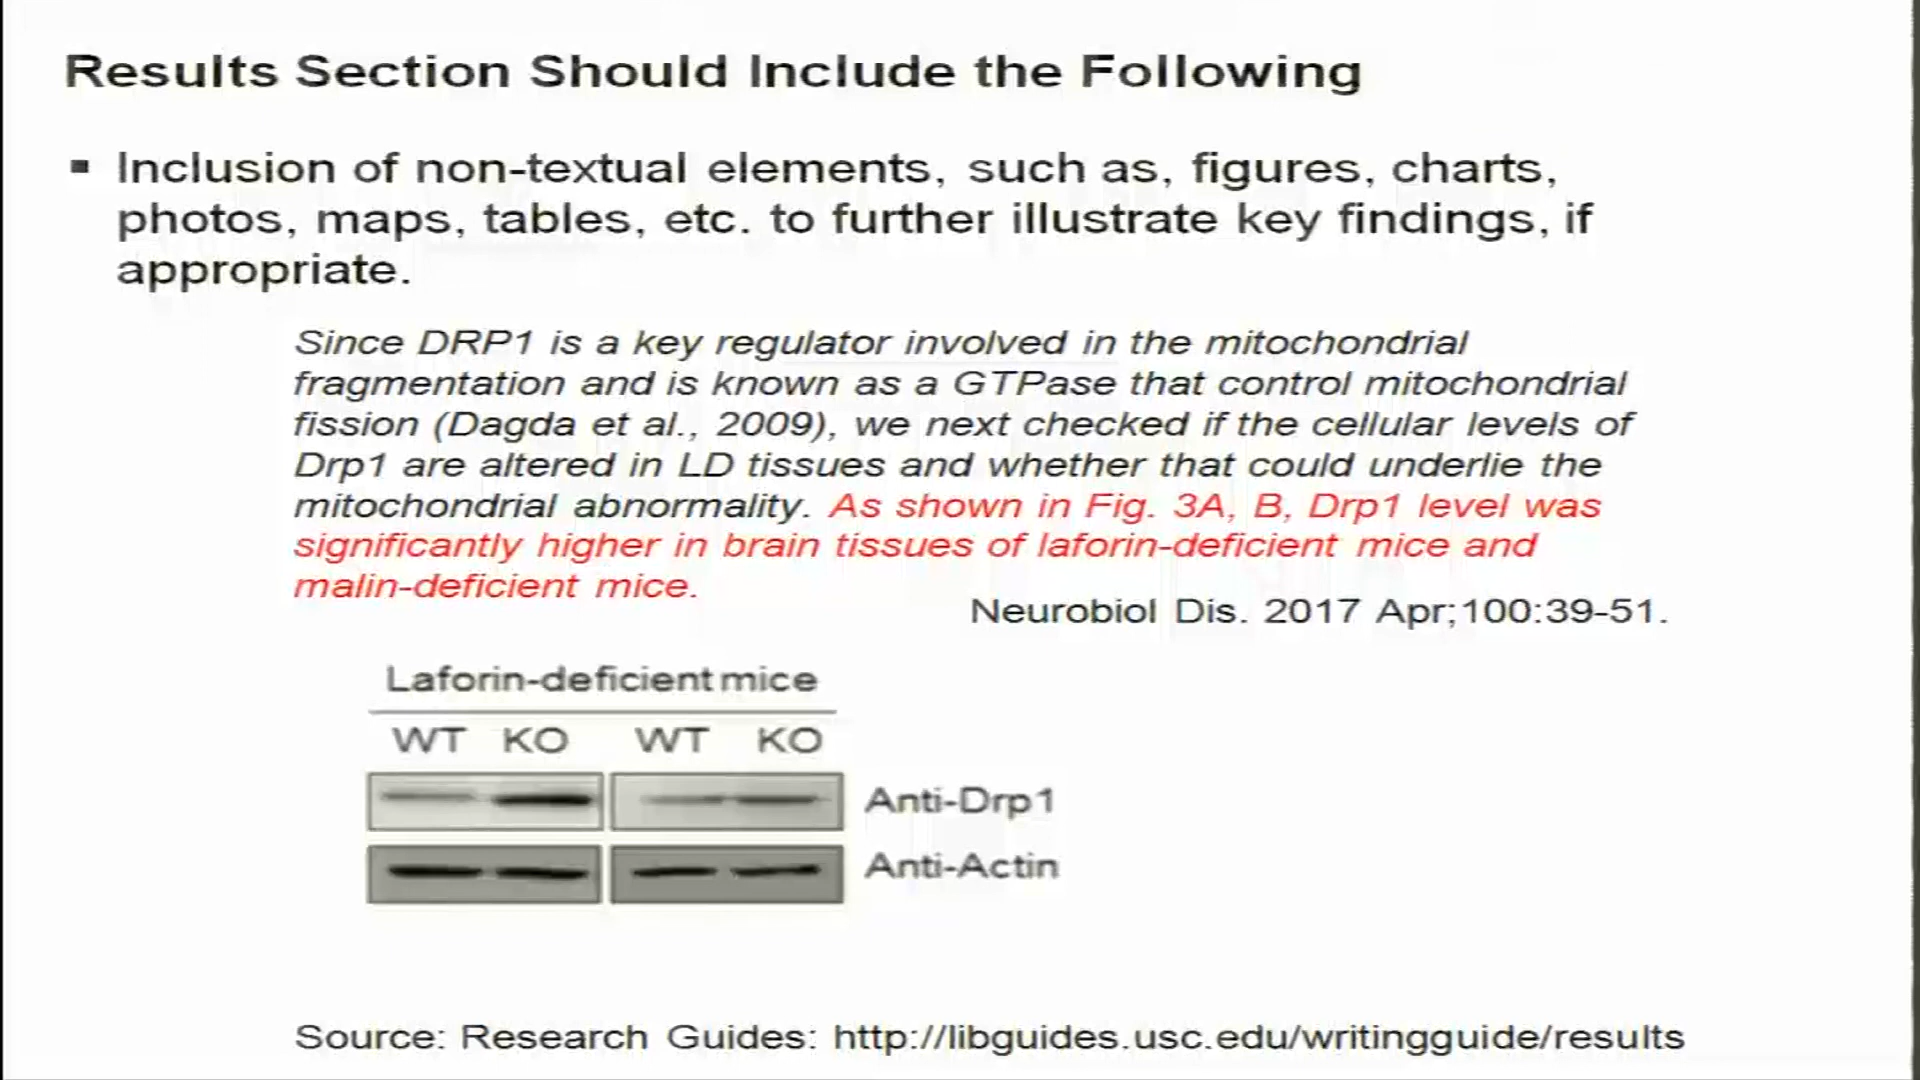 Results Section Should Include the Following
▪ Inclusion of non-textual elements, such as, figures, charts,
photos, maps, tables, etc. to further illustrate key findings, if
appropriate.
Since DRP1 is a key regulator involved in the mitochondrial
fragmentation and is known as a GTPase that control mitochondrial
fission (Dagda et al., 2009), we next checked if the cellular levels of
Drp1 are altered in LD tissues and whether that could underlie the
mitochondrial abnormality. As shown in Fig. 3A, B, Drp1 level was
significantly higher in brain tissues of laforin-deficient mice and
malin-deficient mice.
Neurobiol Dis. 2017 Apr;100:39-51.
Laforin-deficient mice
WT KO WT KO
Anti-Drp1
Anti-Actin
Source: Research Guides: http://libguides.usc.edu/writingguide/results